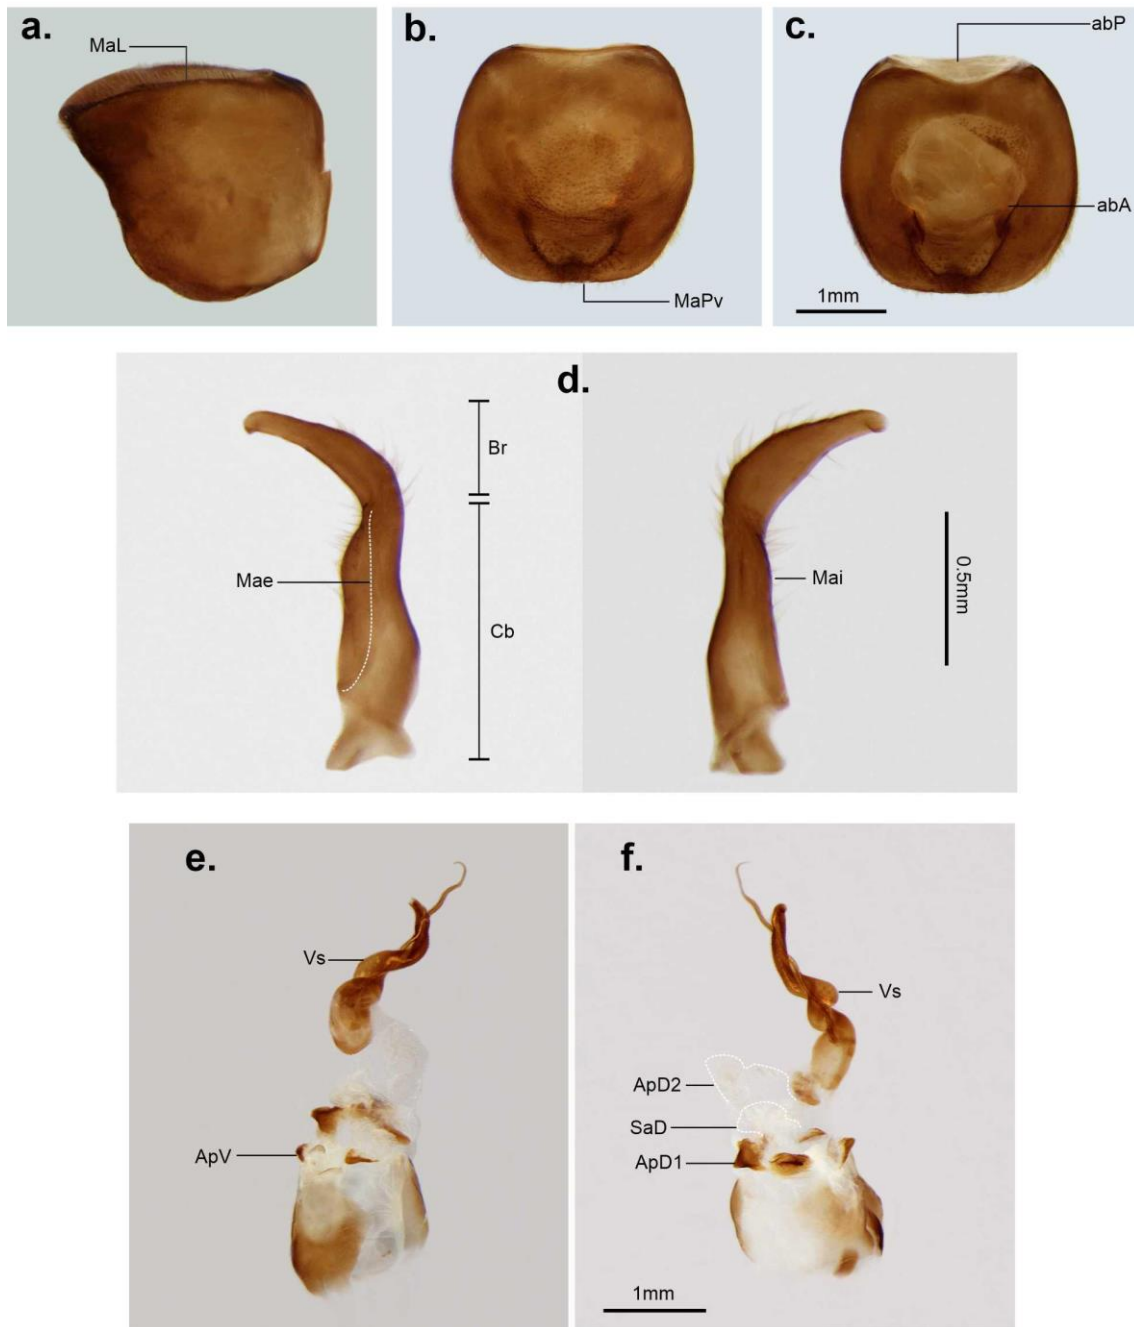 a.
MaL
b.
MaPv
c.
abP
abA
1mm
d.
Br
Mae
Cb
Mai
0.5mm
e.
Vs
ApV
f.
Vs
ApD2
SaD
ApD1
1mm